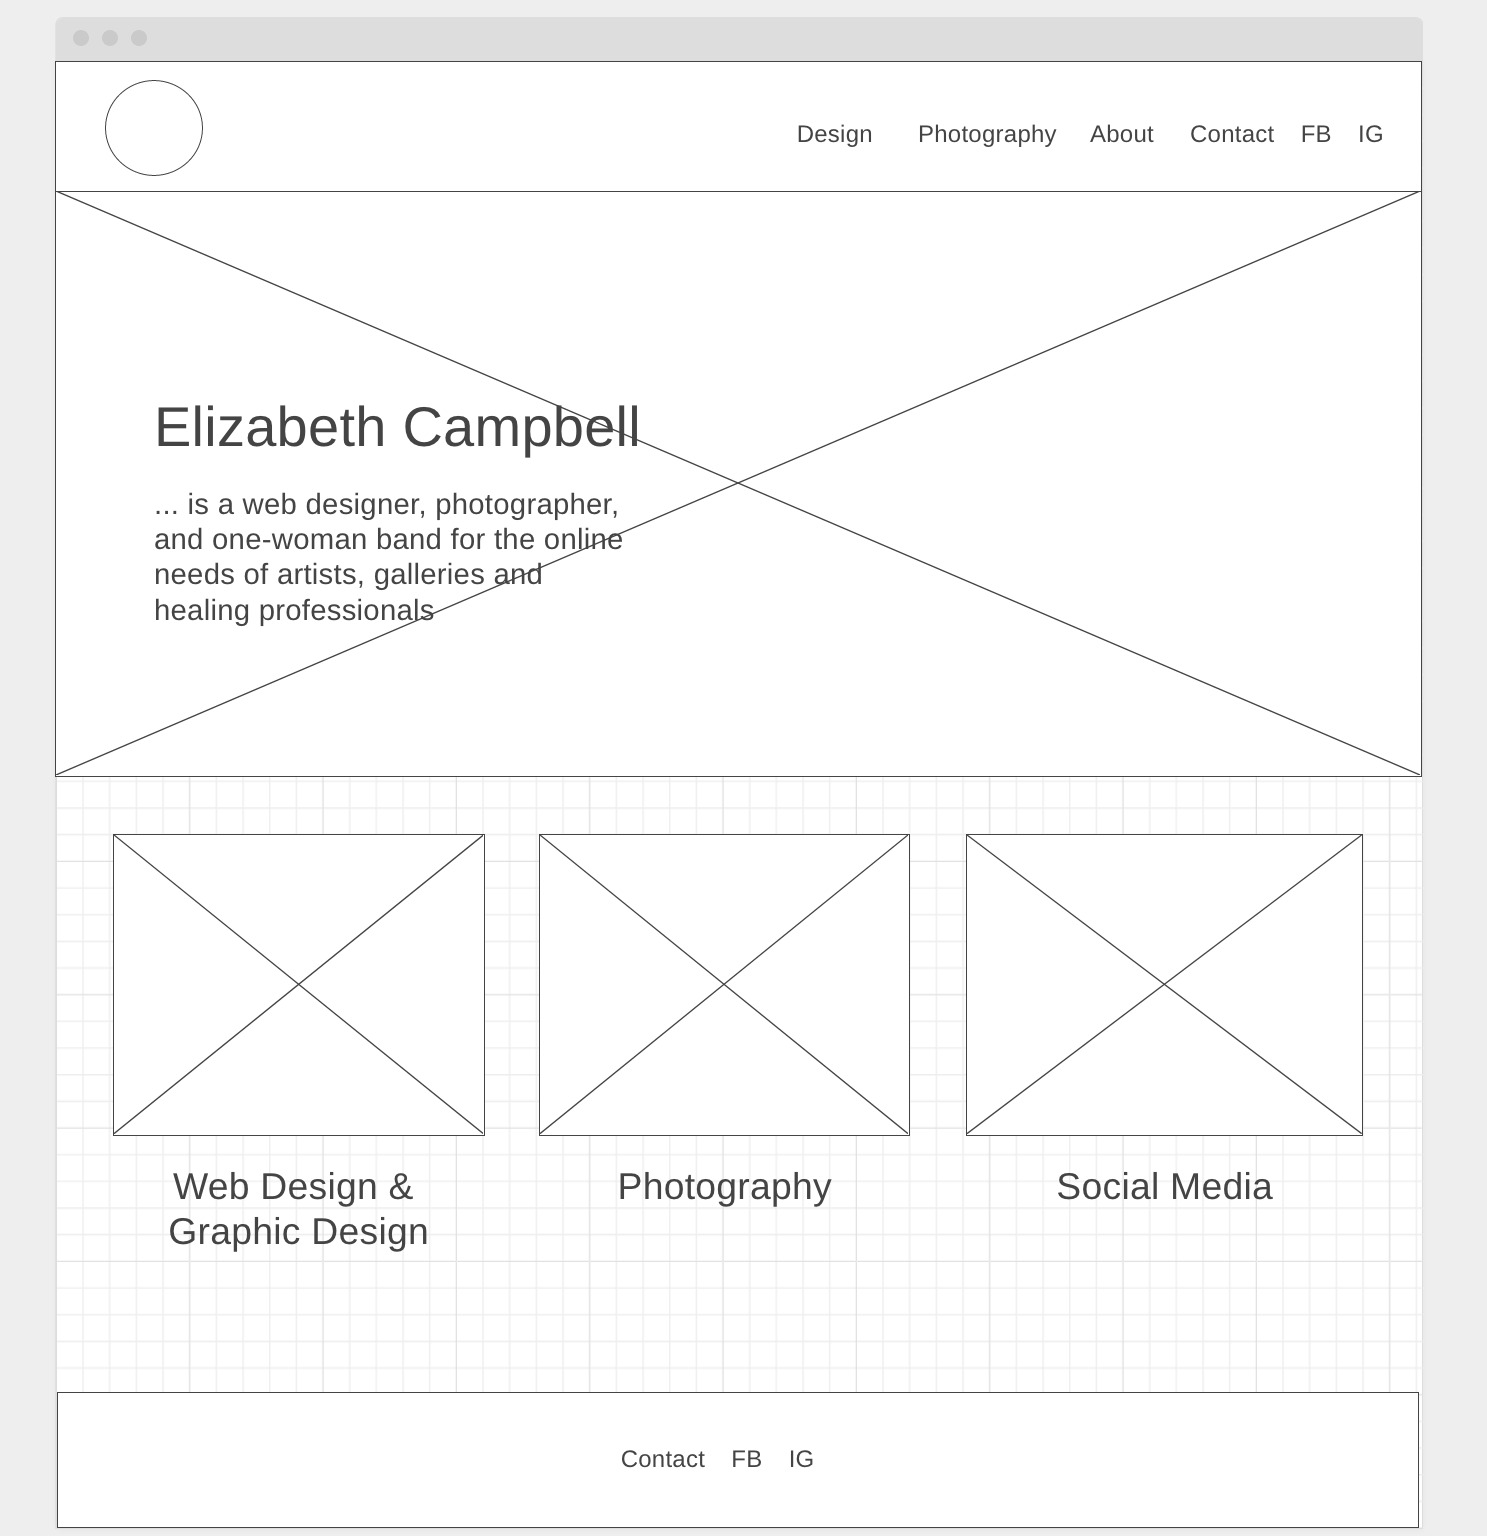 Design Photography About Contact FB IG
Elizabeth Campbell
... is a web designer, photographer,
and one-woman band for the online
needs of artists, galleries and
healing professionals
Web Design &
Graphic Design
Photography
Social Media
Contact FB IG